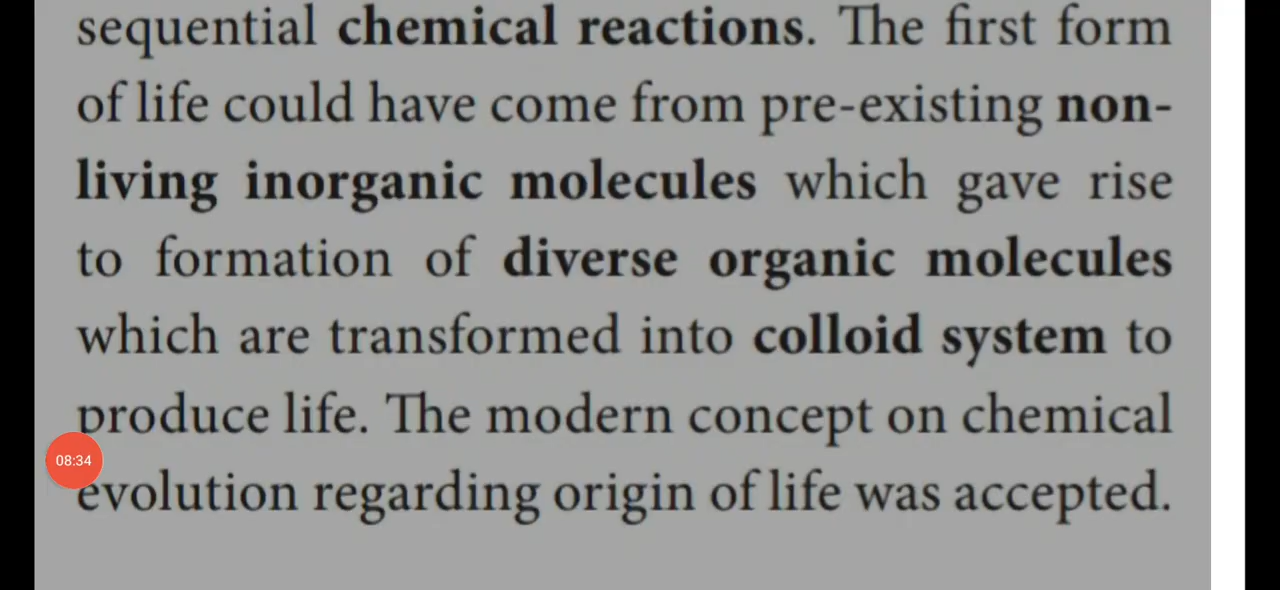 sequential chemical reactions. The first form
of life could have come from pre-existing non-
living inorganic molecules which gave rise
to formation of diverse organic molecules
which are transformed into colloid system to
produce life. The modern concept on chemical
08:34
evolution regarding origin of life was accepted.